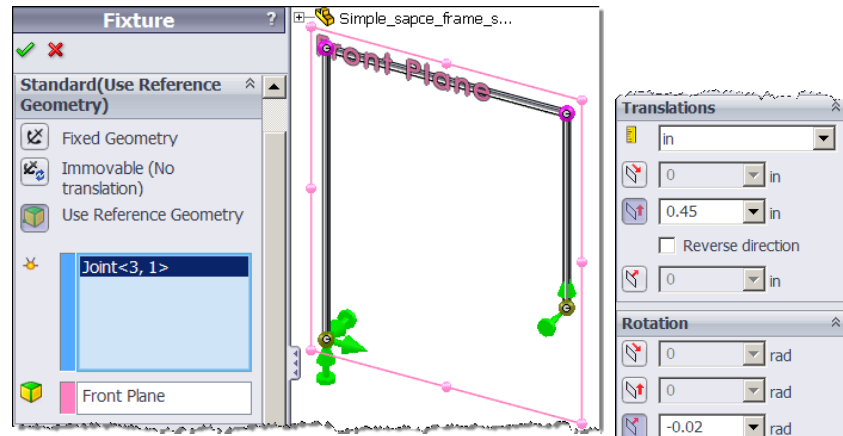 Fixture ?
Simple_sapce_frame_s...
Standard(Use Reference
Geometry)
Fixed Geometry
Immovable (No
translation)
Use Reference Geometry
Joint<3, 1>
Front Plane
Front Plane
Translations
in
0 in
0.45 in
Reverse direction
0 in
Rotation
0 rad
0 rad
-0.02 rad